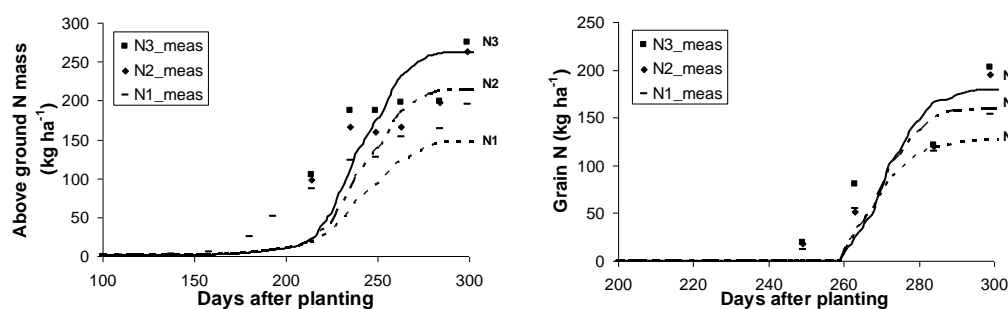 Above ground N mass
(kg ha⁻¹)
300
250
200
150
100
50
0
N3_meas
N2_meas
N1_meas
N3
N2
N1
100
150
200
250
300
Days after planting
Grain N (kg ha⁻¹)
250
200
150
100
50
0
N3_meas
N2_meas
N1_meas
N
N
N
200
220
240
260
280
300
Days after planting